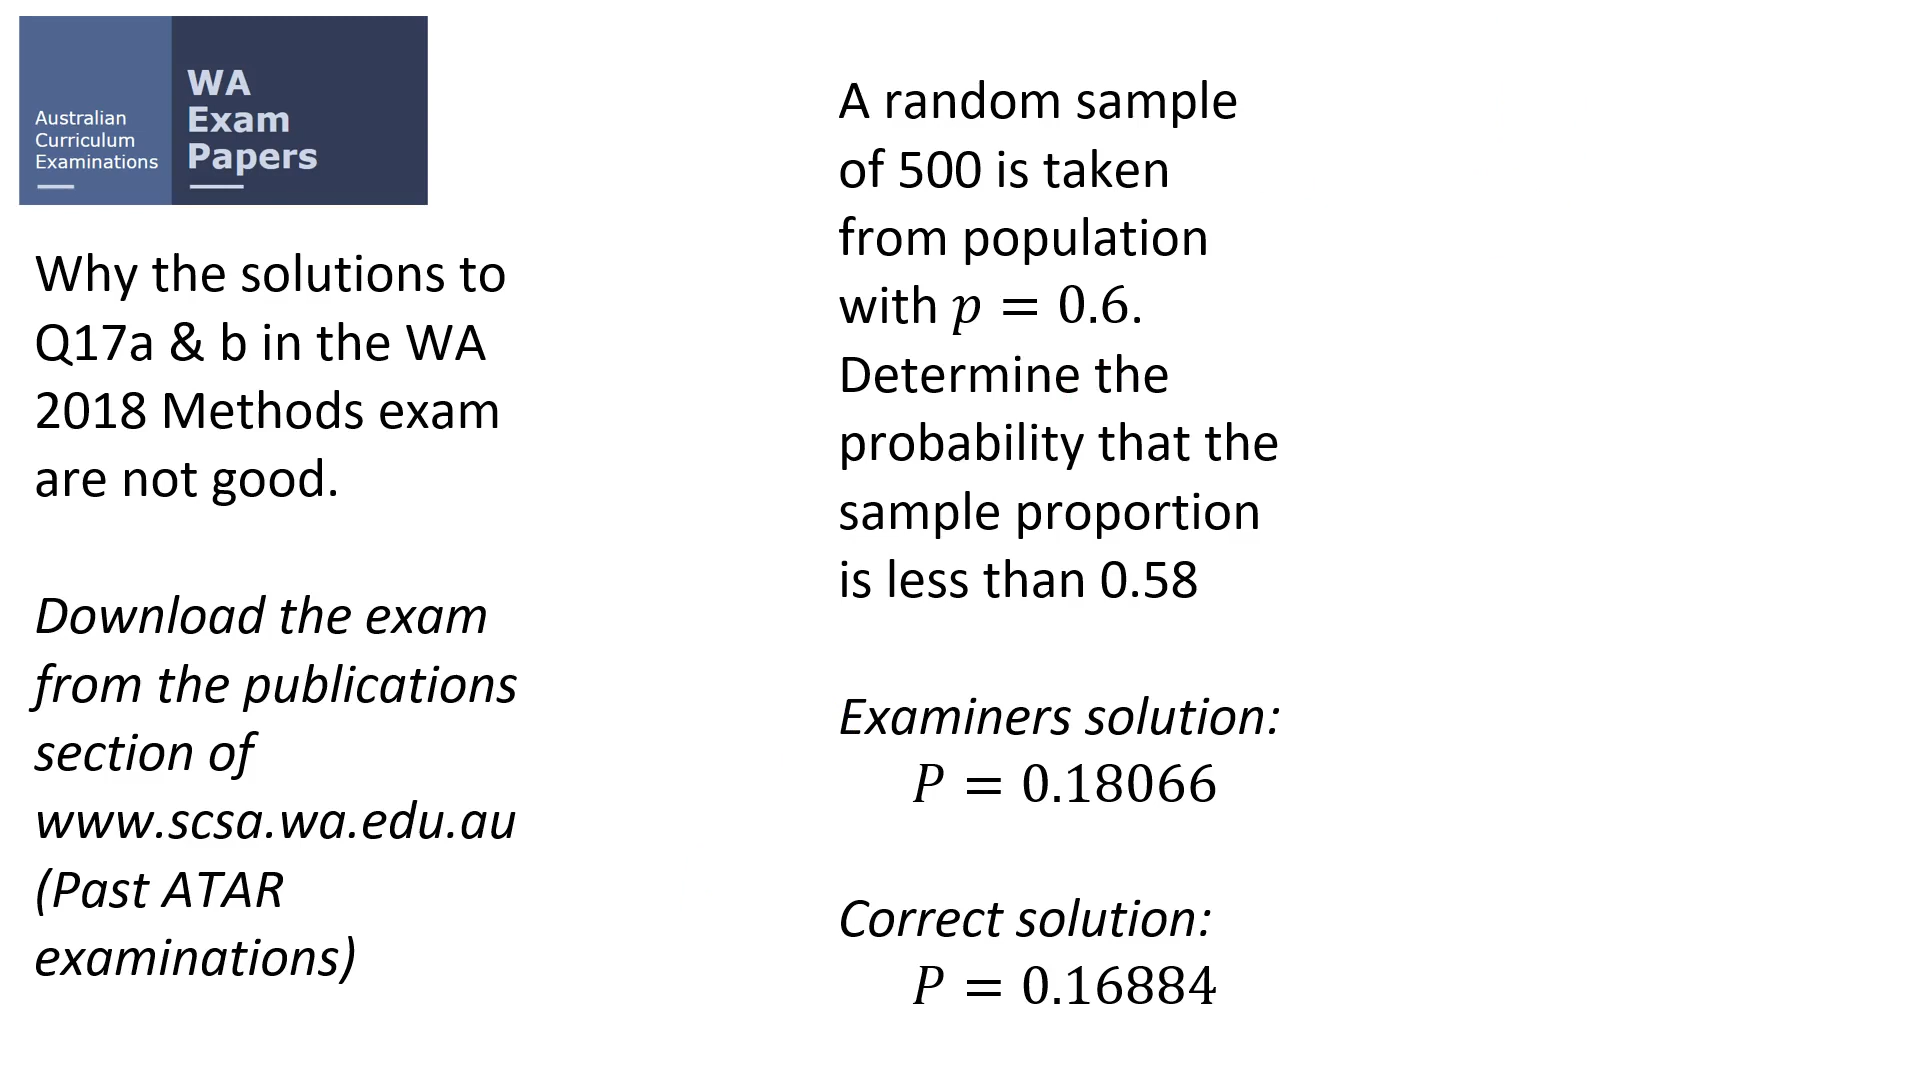 Australian
Curriculum
Examinations
WA
Exam
Papers
Why the solutions to
Q17a & b in the WA
2018 Methods exam
are not good.
Download the exam
from the publications
section of
www.scsa.wa.edu.au
(Past ATAR
examinations)
A random sample
of 500 is taken
from population
with p = 0.6.
Determine the
probability that the
sample proportion
is less than 0.58
Examiners solution:
P = 0.18066
Correct solution:
P = 0.16884